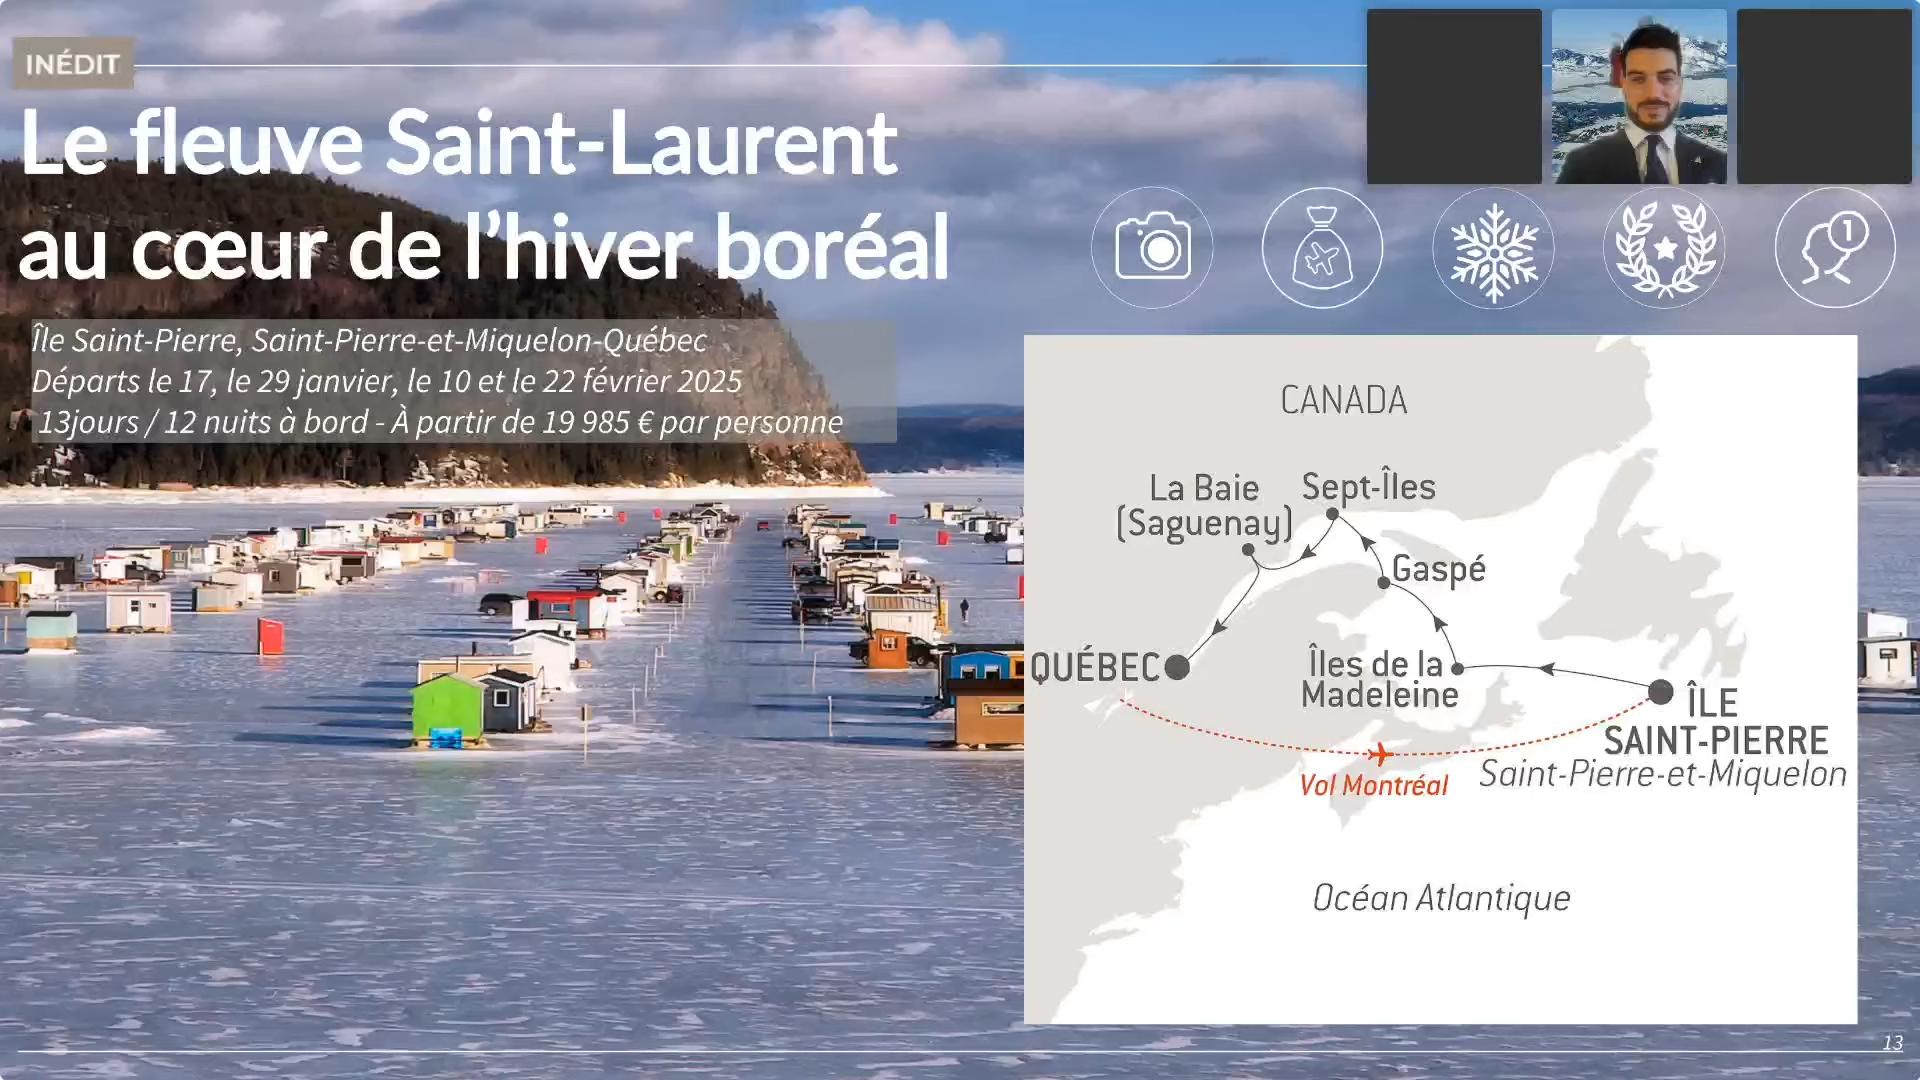 INÉDIT
Le fleuve Saint-Laurent
au cœur de l’hiver boréal
Île Saint-Pierre, Saint-Pierre-et-Miquelon-Québec
Départs le 17, le 29 janvier, le 10 et le 22 février 2025
13jours / 12 nuits à bord - À partir de 19 985 € par personne
1
CANADA
La Baie
(Saguenay)
Sept-Îles
Gaspé
QUÉBEC
Îles de la
Madeleine
ÎLE
SAINT-PIERRE
Saint-Pierre-et-Miquelon
Vol Montréal
Océan Atlantique
13